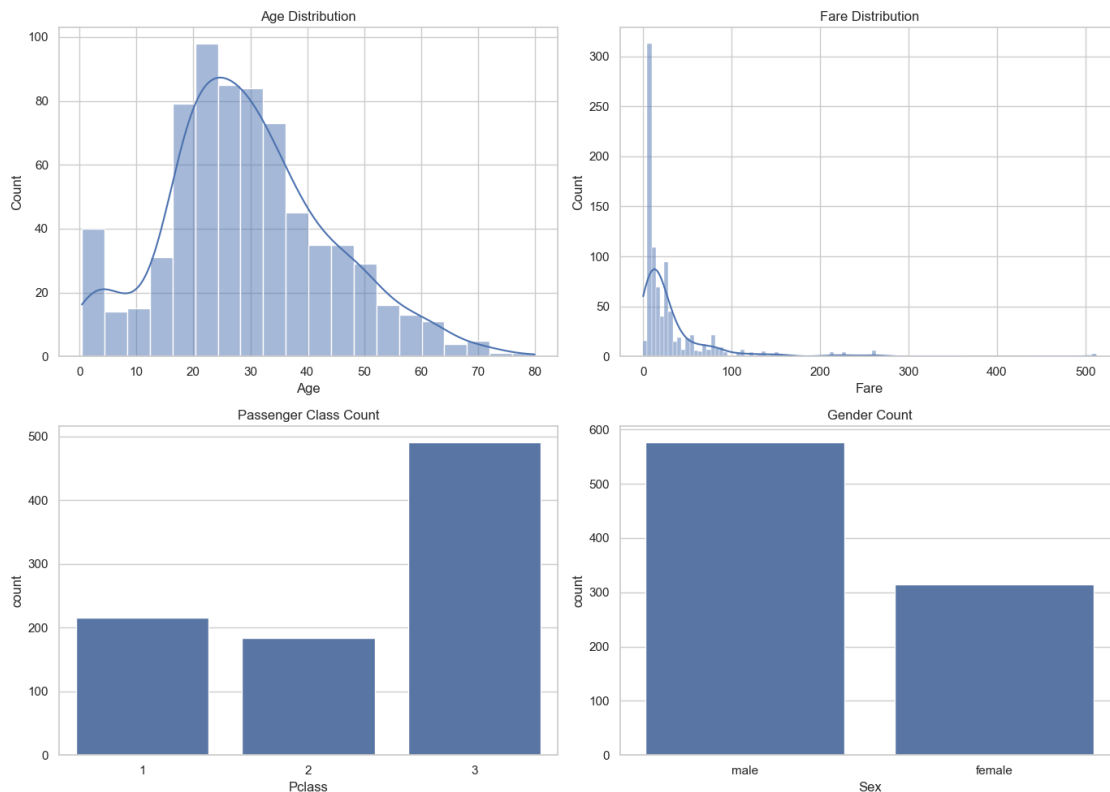 Age Distribution
100
80
60
40
20
0
Count
0 10 20 30 40 50 60 70 80
Age
Fare Distribution
300
250
200
150
100
50
0
Count
0 100 200 300 400 500
Fare
Passenger Class Count
500
400
300
200
100
0
count
1 2 3
Pclass
Gender Count
600
500
400
300
200
100
0
count
male female
Sex